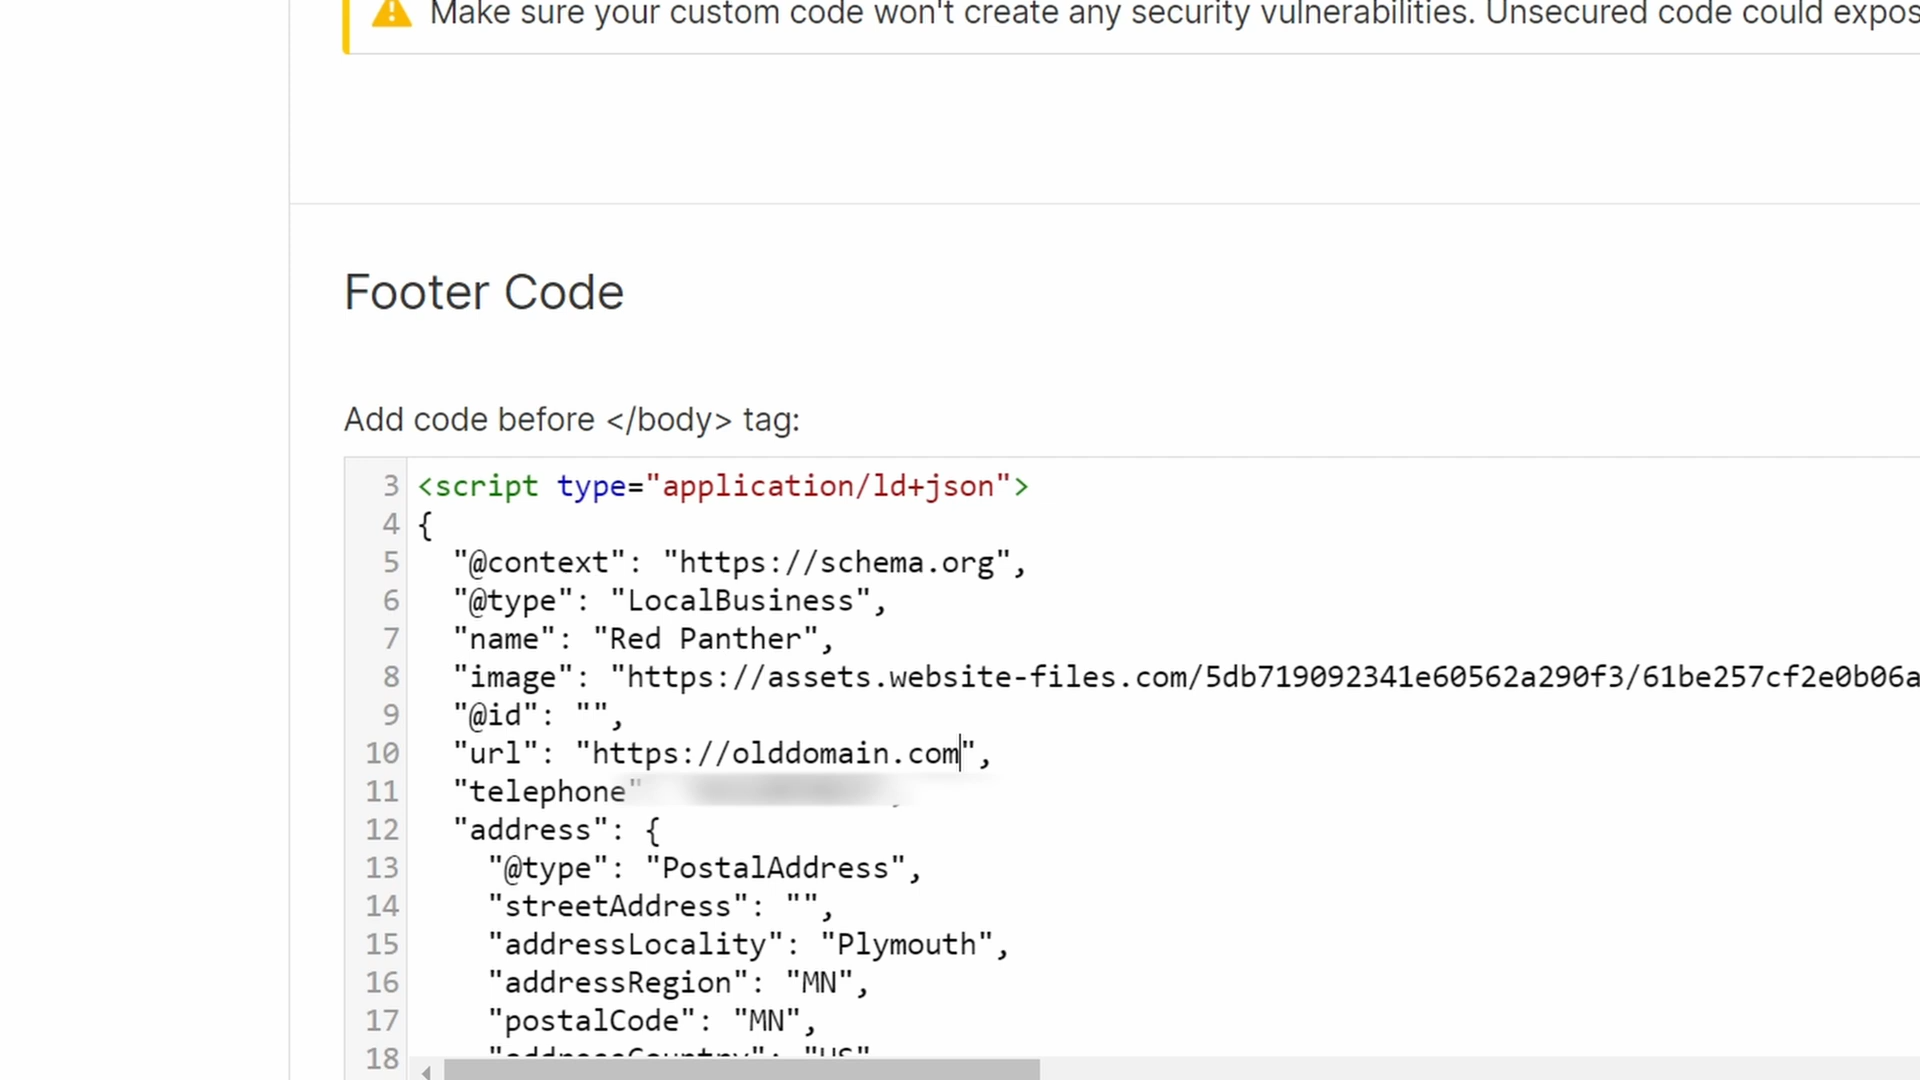 Make sure your custom code won't create any security vulnerabilities. Unsecured code could expos
Footer Code
Add code before </body> tag:
3 <script type="application/ld+json">
4 {
5 "@context": "https://schema.org",
6 "@type": "LocalBusiness",
7 "name": "Red Panther",
8 "image": "https://assets.website-files.com/5db719092341e60562a290f3/61be257cf2e0b06a
9 "@id": "",
10 "url": "https://olddomain.com",
11 "telephone"
12 "address": {
13 "@type": "PostalAddress",
14 "streetAddress": "",
15 "addressLocality": "Plymouth",
16 "addressRegion": "MN",
17 "postalCode": "MN",
18 "addressCountry": "US"